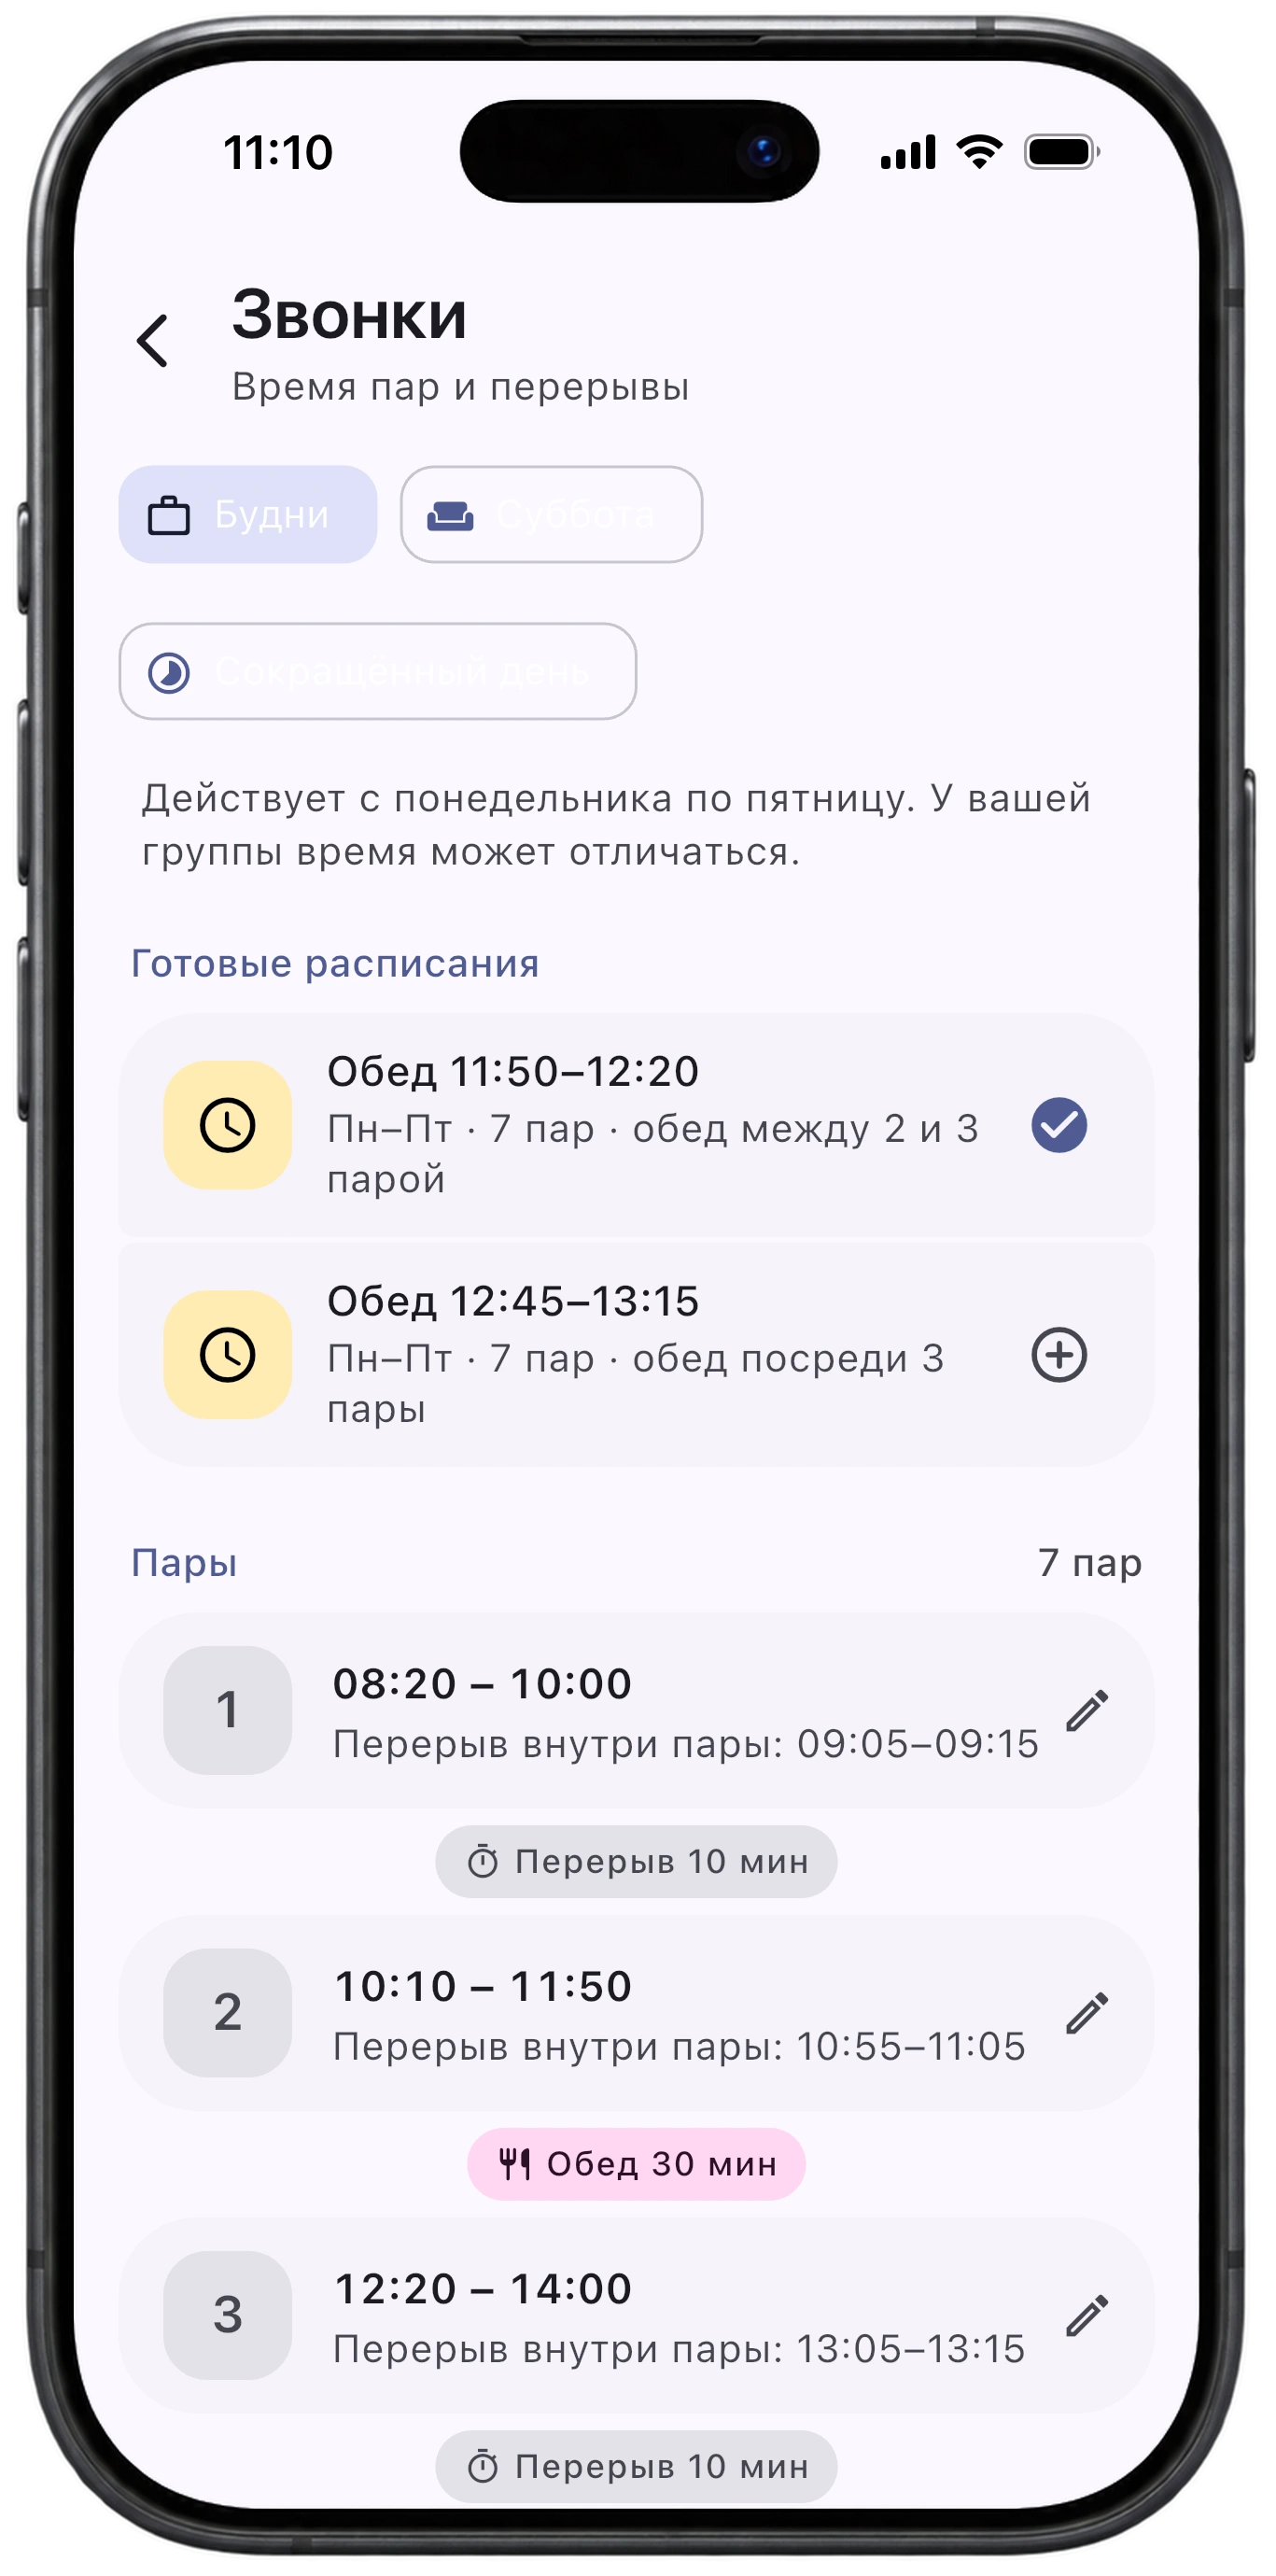 11:10
Звонки
Время пар и перерывы
Будни
Суббота
Сокращённый день
Действует с понедельника по пятницу. У вашей
группы время может отличаться.
Готовые расписания
Обед 11:50–12:20
Пн–Пт · 7 пар · обед между 2 и 3
парой
Обед 12:45–13:15
Пн–Пт · 7 пар · обед посреди 3
пары
Пары
7 пар
1
08:20 – 10:00
Перерыв внутри пары: 09:05–09:15
Перерыв 10 мин
2
10:10 – 11:50
Перерыв внутри пары: 10:55–11:05
Обед 30 мин
3
12:20 – 14:00
Перерыв внутри пары: 13:05–13:15
Перерыв 10 мин